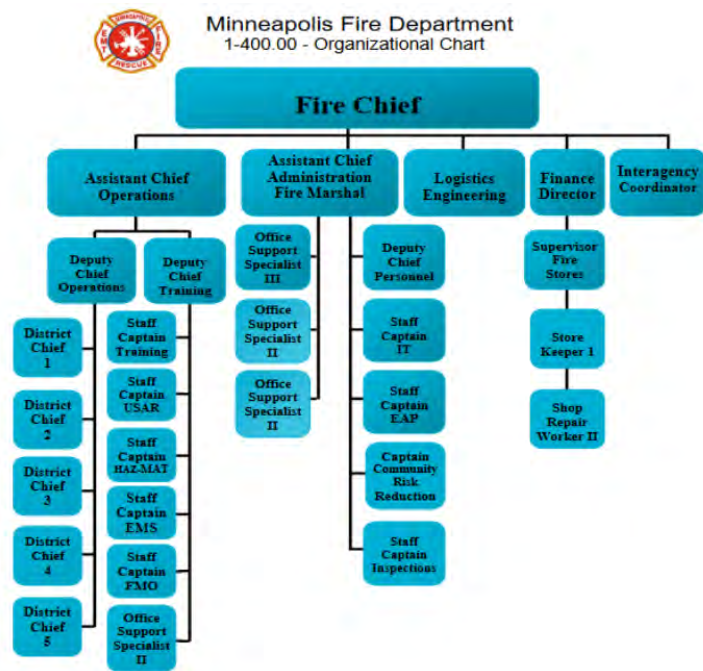 MINNEAPOLIS
EMT
FIRE
RESCUE
Minneapolis Fire Department
1-400.00 - Organizational Chart
Fire Chief
Assistant Chief
Operations
Assistant Chief
Administration
Fire Marshal
Logistics
Engineering
Finance
Director
Interagency
Coordinator
Deputy
Chief
Operations
Deputy
Chief
Training
District
Chief
1
District
Chief
2
District
Chief
3
District
Chief
4
District
Chief
5
Staff
Captain
Training
Staff
Captain
USAR
Staff
Captain
HAZ-MAT
Staff
Captain
EMS
Staff
Captain
FMO
Office
Support
Specialist
II
Office
Support
Specialist
III
Office
Support
Specialist
II
Office
Support
Specialist
II
Deputy
Chief
Personnel
Staff
Captain
IT
Staff
Captain
EAP
Captain
Community
Risk
Reduction
Staff
Captain
Inspections
Supervisor
Fire
Stores
Store
Keeper 1
Shop
Repair
Worker II